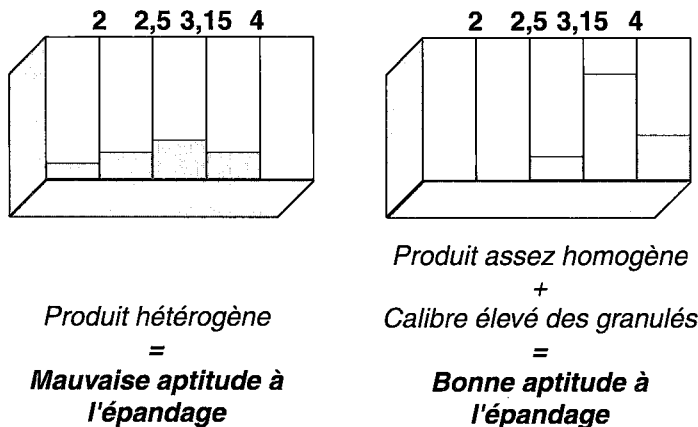 2 2,5 3,15 4
Produit hétérogène
=
Mauvaise aptitude à
l'épandage
2 2,5 3,15 4
Produit assez homogène
+
Calibre élevé des granulés
=
Bonne aptitude à
l'épandage